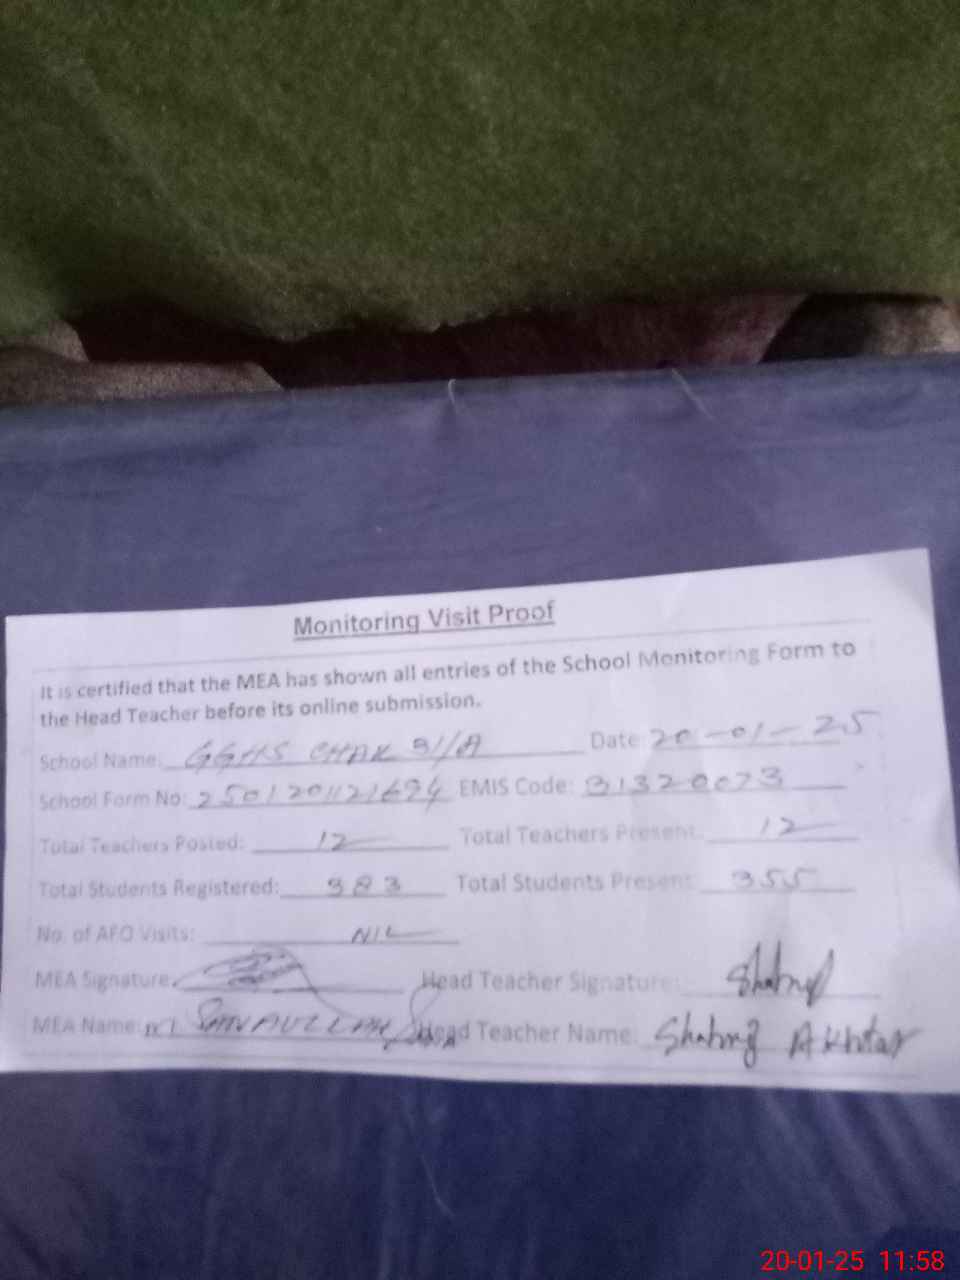 Monitoring Visit Proof
It is certified that the MEA has shown all entries of the School Monitoring Form to
the Head Teacher before its online submission.
School Name: GGHS CHAK 91/A Date 20-01-25
School Form No: 2501201121694 EMIS Code: 31320073
Total Teachers Posted: 12 Total Teachers Present: 12
Total Students Registered: 383 Total Students Present 355
No. of AFO Visits: NIL
MEA Signature Head Teacher Signature:
MEA Name: SANAULLAH Head Teacher Name: Shahnaz Akhtar
20-01-25 11:58